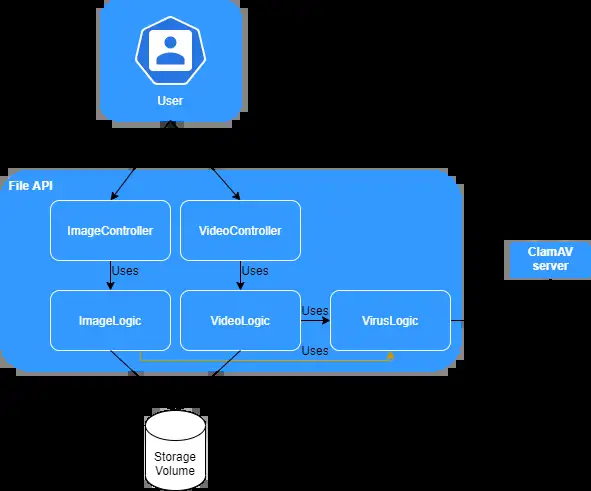 User
File API
ImageController
VideoController
ClamAV
server
Uses
Uses
ImageLogic
VideoLogic
Uses
VirusLogic
Uses
Storage
Volume